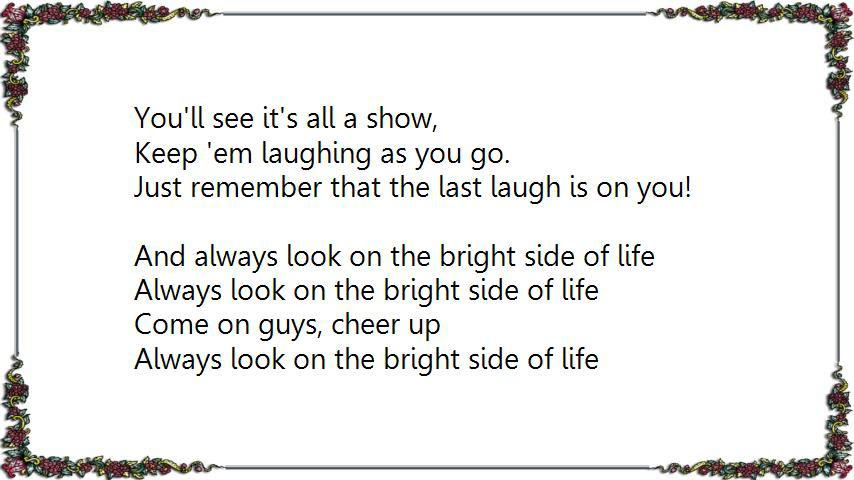 You'll see it's all a show,
Keep 'em laughing as you go.
Just remember that the last laugh is on you!
And always look on the bright side of life
Always look on the bright side of life
Come on guys, cheer up
Always look on the bright side of life